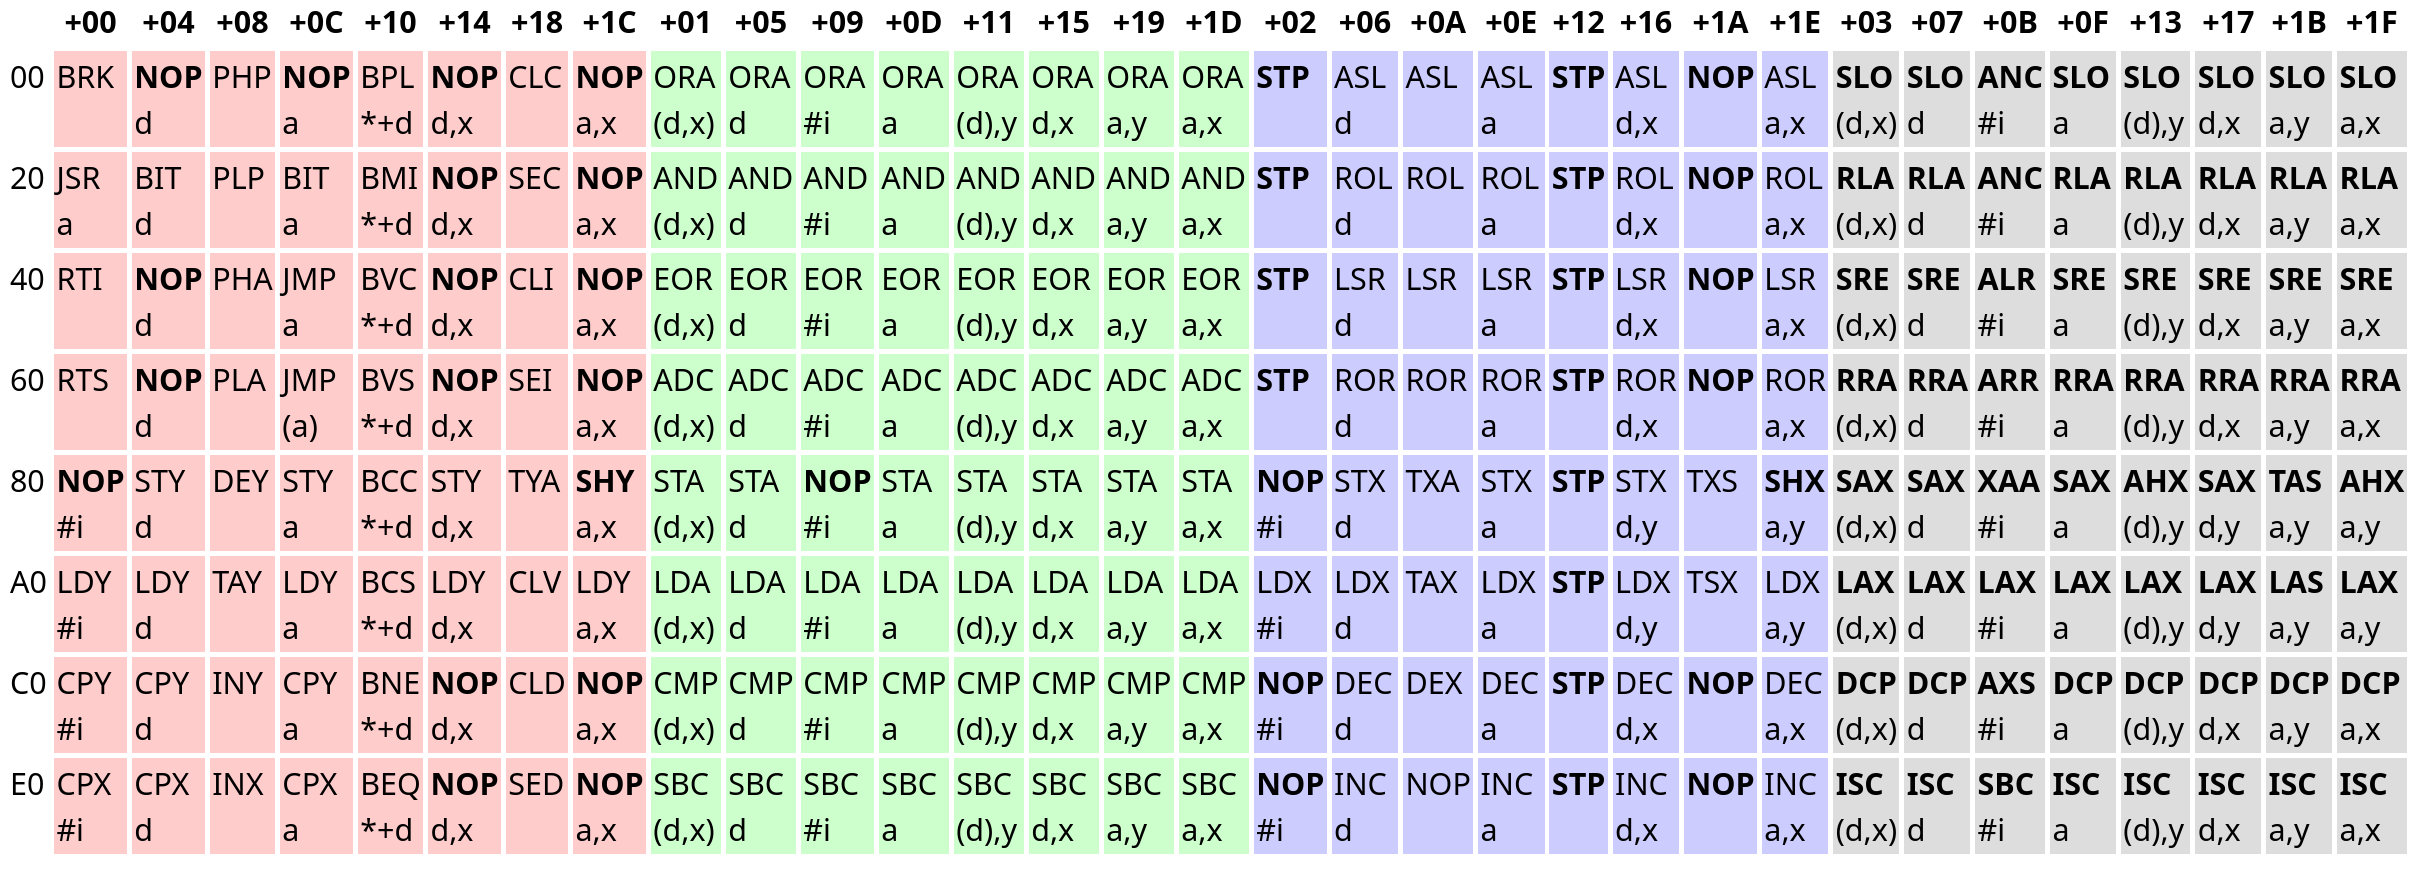 +00 +04 +08 +0C +10 +14 +18 +1C +01 +05 +09 +0D +11 +15 +19 +1D +02 +06 +0A +0E +12 +16 +1A +1E +03 +07 +0B +0F +13 +17 +1B +1F
00 BRK NOP PHP NOP BPL NOP CLC NOP ORA ORA ORA ORA ORA ORA ORA ORA STP ASL ASL ASL STP ASL NOP ASL SLO SLO ANC SLO SLO SLO SLO SLO
d a *+d d,x a,x (d,x) d #i a (d),y d,x a,y a,x d a d,x a,x (d,x) d #i a (d),y d,x a,y a,x
20 JSR BIT PLP BIT BMI NOP SEC NOP AND AND AND AND AND AND AND AND STP ROL ROL ROL STP ROL NOP ROL RLA RLA ANC RLA RLA RLA RLA RLA
a d a *+d d,x a,x (d,x) d #i a (d),y d,x a,y a,x d a d,x a,x (d,x) d #i a (d),y d,x a,y a,x
40 RTI NOP PHA JMP BVC NOP CLI NOP EOR EOR EOR EOR EOR EOR EOR EOR STP LSR LSR LSR STP LSR NOP LSR SRE SRE ALR SRE SRE SRE SRE SRE
d a *+d d,x a,x (d,x) d #i a (d),y d,x a,y a,x d a d,x a,x (d,x) d #i a (d),y d,x a,y a,x
60 RTS NOP PLA JMP BVS NOP SEI NOP ADC ADC ADC ADC ADC ADC ADC ADC STP ROR ROR ROR STP ROR NOP ROR RRA RRA ARR RRA RRA RRA RRA RRA
d (a) *+d d,x a,x (d,x) d #i a (d),y d,x a,y a,x d a d,x a,x (d,x) d #i a (d),y d,x a,y a,x
80 NOP STY DEY STY BCC STY TYA SHY STA STA NOP STA STA STA STA STA NOP STX TXA STX STP STX TXS SHX SAX SAX XAA SAX AHX SAX TAS AHX
#i d a *+d d,x a,x (d,x) d #i a (d),y d,x a,y a,x #i d a d,y a,y (d,x) d #i a (d),y d,y a,y a,y
A0 LDY LDY TAY LDY BCS LDY CLV LDY LDA LDA LDA LDA LDA LDA LDA LDA LDX LDX TAX LDX STP LDX TSX LDX LAX LAX LAX LAX LAX LAX LAS LAX
#i d a *+d d,x a,x (d,x) d #i a (d),y d,x a,y a,x #i d a d,y a,y (d,x) d #i a (d),y d,y a,y a,y
C0 CPY CPY INY CPY BNE NOP CLD NOP CMP CMP CMP CMP CMP CMP CMP CMP NOP DEC DEX DEC STP DEC NOP DEC DCP DCP AXS DCP DCP DCP DCP DCP
#i d a *+d d,x a,x (d,x) d #i a (d),y d,x a,y a,x #i d a d,x a,x (d,x) d #i a (d),y d,x a,y a,x
E0 CPX CPX INX CPX BEQ NOP SED NOP SBC SBC SBC SBC SBC SBC SBC SBC NOP INC NOP INC STP INC NOP INC ISC ISC SBC ISC ISC ISC ISC ISC
#i d a *+d d,x a,x (d,x) d #i a (d),y d,x a,y a,x #i d a d,x a,x (d,x) d #i a (d),y d,x a,y a,x